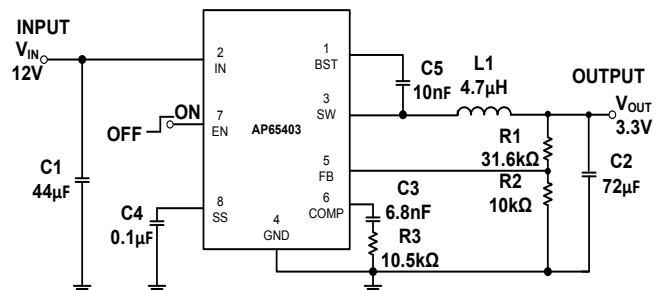 INPUT
VIN
12V
C1
44µF
OFF
ON
C4
0.1µF
2
IN
7
EN
8
SS
AP65403
4
GND
1
BST
3
SW
5
FB
6
COMP
C5
10nF
L1
4.7µH
C3
6.8nF
R3
10.5kΩ
R1
31.6kΩ
R2
10kΩ
OUTPUT
VOUT
3.3V
C2
72µF